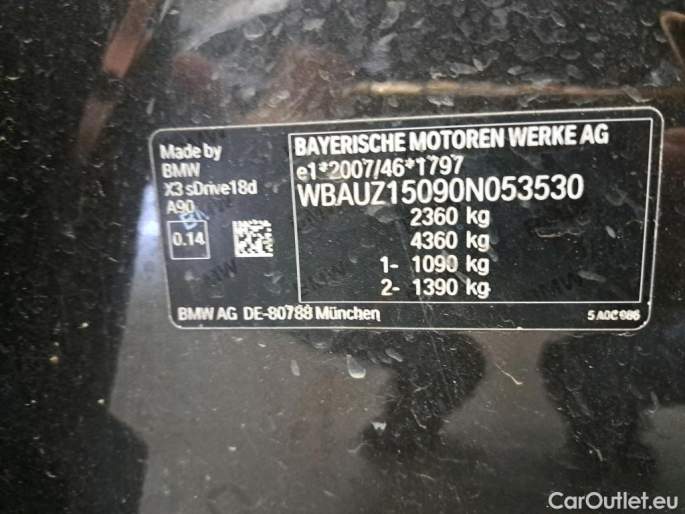 Made by
BMW
X3 sDrive18d
A90
0.14
BAYERISCHE MOTOREN WERKE AG
e1*2007/46*1797
WBAUZ15090N053530
2360 kg
4360 kg
1- 1090 kg
2- 1390 kg
BMW AG DE-80788 München
5 A0C 986
CarOutlet.eu